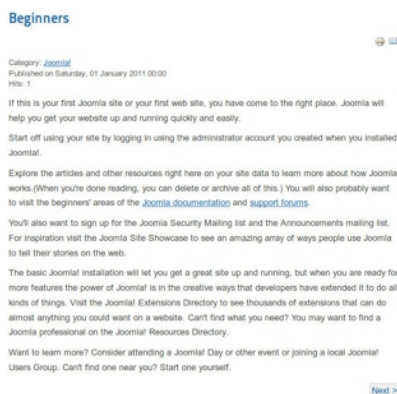 Beginners
Category: Joomla!
Published on Saturday, 01 January 2011 00:00
Hits: 1
If this is your first Joomla site or your first web site, you have come to the right place. Joomla will
help you get your website up and running quickly and easily.
Start off using your site by logging in using the administrator account you created when you installed
Joomla!.
Explore the articles and other resources right here on your site data to learn more about how Joomla
works.(When you're done reading, you can delete or archive all of this.) You will also probably want
to visit the beginners' areas of the Joomla documentation and support forums.
You'll also want to sign up for the Joomla Security Mailing list and the Announcements mailing list.
For inspiration visit the Joomla Site Showcase to see an amazing array of ways people use Joomla
to tell their stories on the web.
The basic Joomla! installation will let you get a great site up and running, but when you are ready for
more features the power of Joomla! is in the creative ways that developers have extended it to do all
kinds of things. Visit the Joomla! Extensions Directory to see thousands of extensions that can do
almost anything you could want on a website. Can't find what you need? You may want to find a
Joomla professional on the Joomla! Resources Directory.
Want to learn more? Consider attending a Joomla! Day or other event or joining a local Joomla!
Users Group. Can't find one near you? Start one yourself.
Next >